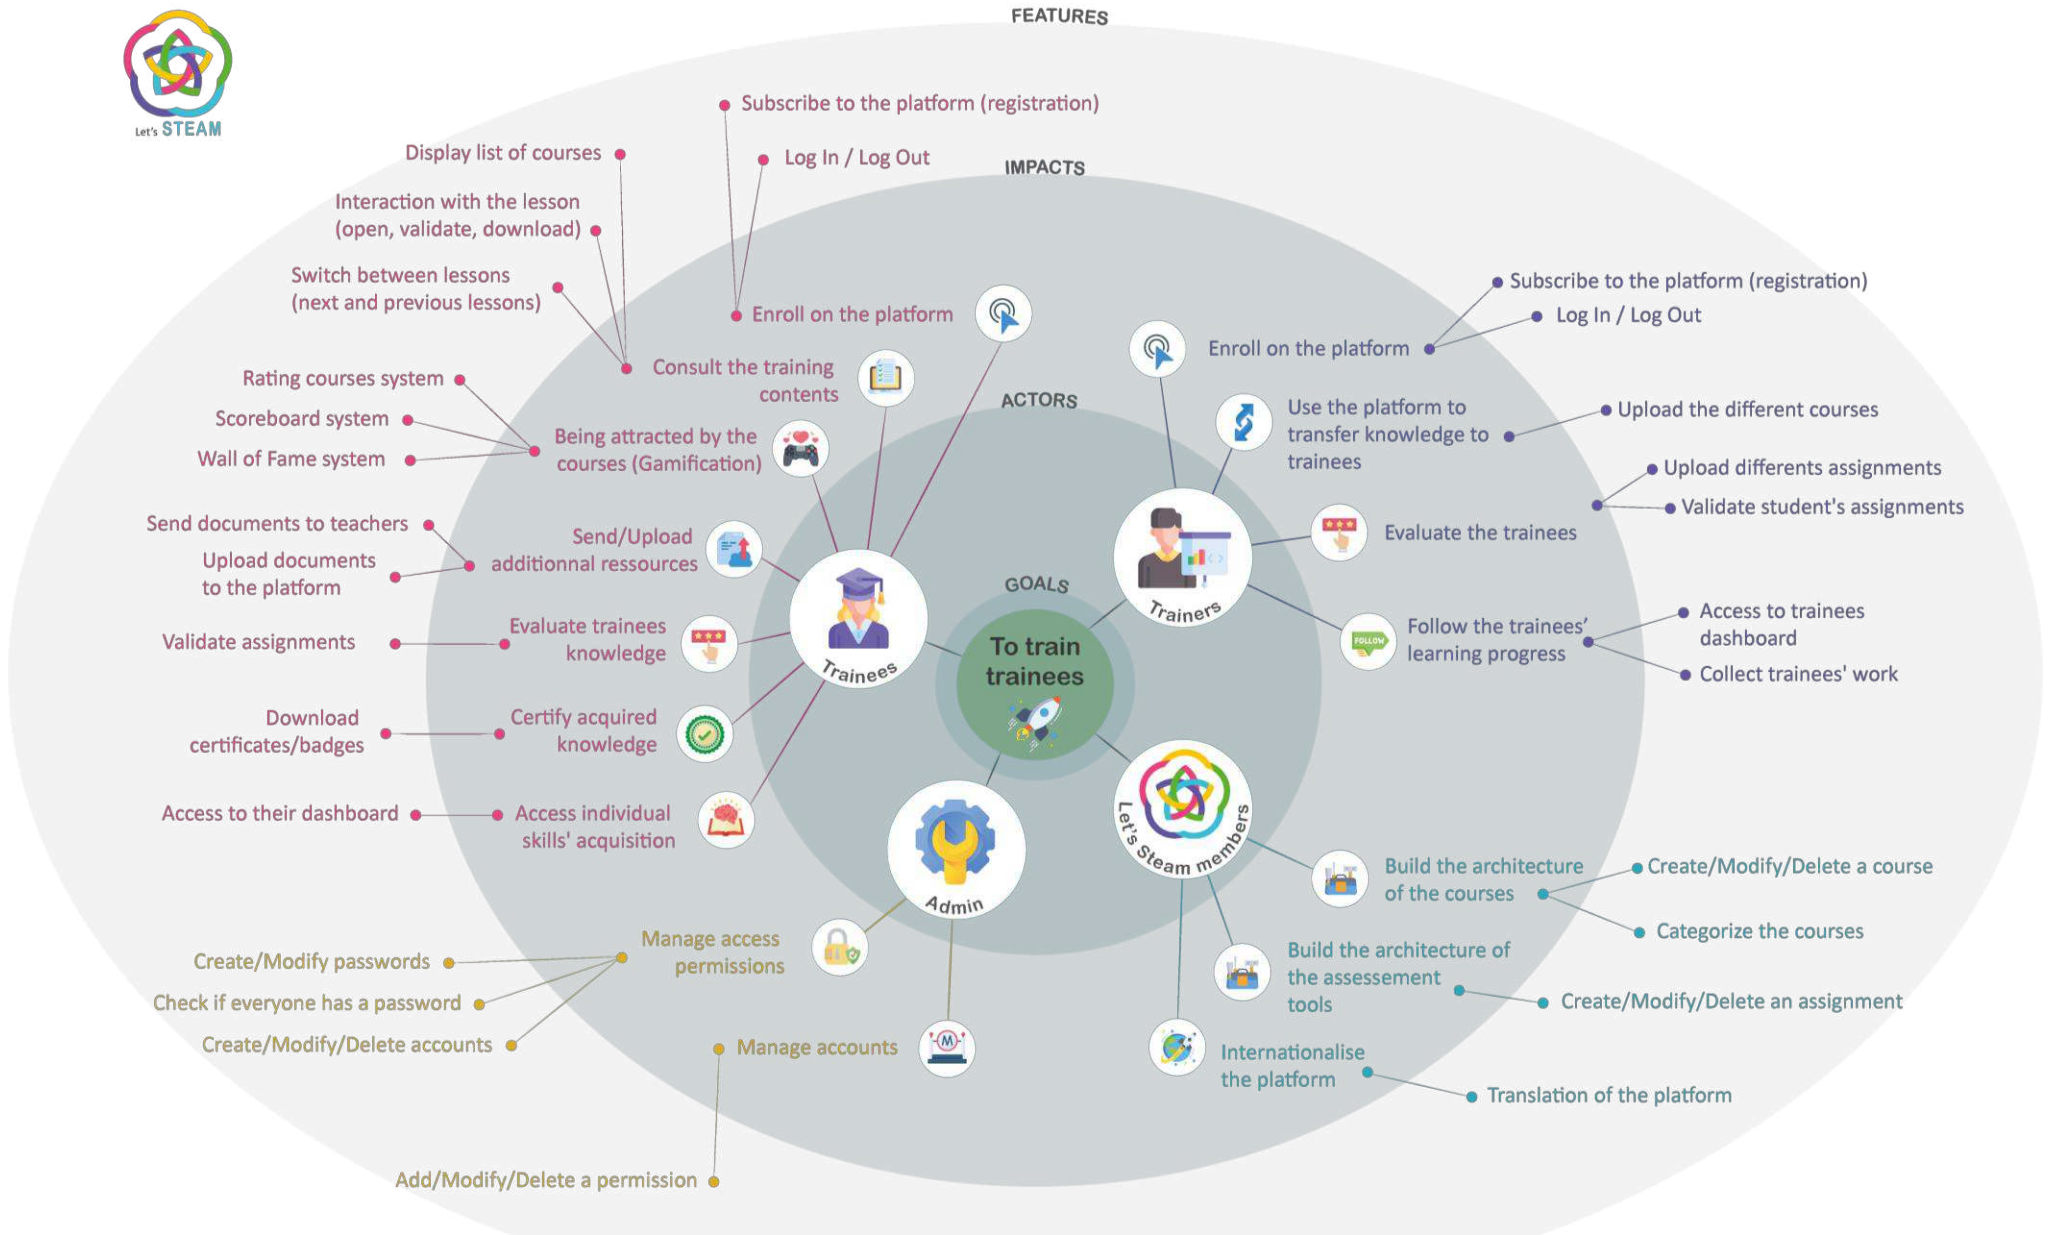 FEATURES
Let's STEAM
Subscribe to the platform (registration)
Log In / Log Out
Display list of courses
Interaction with the lesson
(open, validate, download)
Switch between lessons
(next and previous lessons)
IMPACTS
Enroll on the platform
Consult the training
contents
Rating courses system
Scoreboard system
Wall of Fame system
Being attracted by the
courses (Gamification)
Send documents to teachers
Upload documents
to the platform
Send/Upload
additionnal ressources
Validate assignments
Evaluate trainees
knowledge
Download
certificates/badges
Certify acquired
knowledge
Access to their dashboard
Access individual
skills' acquisition
ACTORS
Trainees
GOALS
To train
trainees
Trainers
Enroll on the platform
Subscribe to the platform (registration)
Log In / Log Out
Use the platform to
transfer knowledge to
trainees
Upload the different courses
Evaluate the trainees
Upload differents assignments
Validate student's assignments
FOLLOW
Follow the trainees’
learning progress
Access to trainees
dashboard
Collect trainees' work
Admin
Manage access
permissions
Create/Modify passwords
Check if everyone has a password
Create/Modify/Delete accounts
M
Manage accounts
Add/Modify/Delete a permission
Let's Steam members
Build the architecture
of the courses
Create/Modify/Delete a course
Categorize the courses
Build the architecture of
the assessement
tools
Create/Modify/Delete an assignment
Internationalise
the platform
Translation of the platform